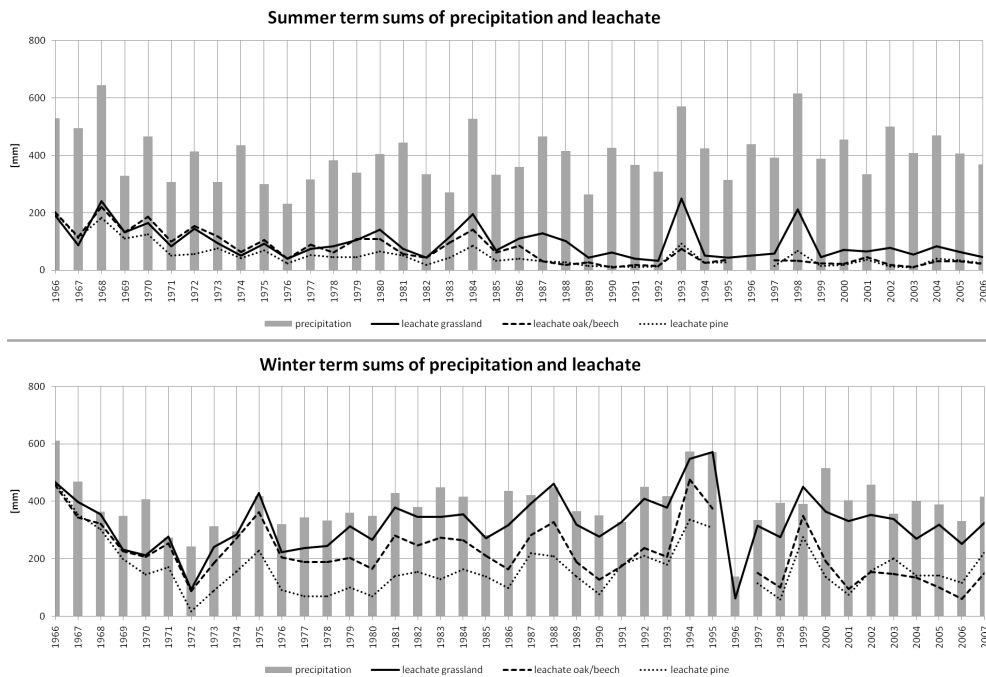 Summer term sums of precipitation and leachate
800
600
400
200
0
[mm]
1966 1967 1968 1969 1970 1971 1972 1973 1974 1975 1976 1977 1978 1979 1980 1981 1982 1983 1984 1985 1986 1987 1988 1989 1990 1991 1992 1993 1994 1995 1996 1997 1998 1999 2000 2001 2002 2003 2004 2005 2006
precipitation leachate grassland leachate oak/beech leachate pine
Winter term sums of precipitation and leachate
800
600
400
200
0
[mm]
1966 1967 1968 1969 1970 1971 1972 1973 1974 1975 1976 1977 1978 1979 1980 1981 1982 1983 1984 1985 1986 1987 1988 1989 1990 1991 1992 1993 1994 1995 1996 1997 1998 1999 2000 2001 2002 2003 2004 2005 2006 2007
precipitation leachate grassland leachate oak/beech leachate pine